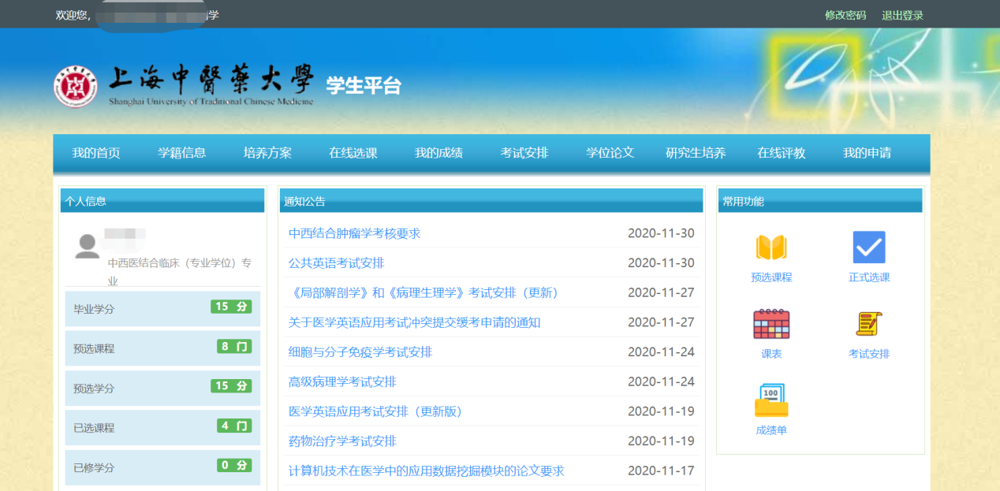 欢迎您,
学
修改密码 退出登录
上海中醫藥大學 学生平台
Shanghai University of Traditional Chinese Medicine
我的首页 学籍信息 培养方案 在线选课 我的成绩 考试安排 学位论文 研究生培养 在线评教 我的申请
个人信息
中西医结合临床（专业学位）专
业
毕业学分 15 分
预选课程 8 门
预选学分 15 分
已选课程 4 门
已修学分 0 分
通知公告
中西结合肿瘤学考核要求 2020-11-30
公共英语考试安排 2020-11-30
《局部解剖学》和《病理生理学》考试安排（更新） 2020-11-27
关于医学英语应用考试冲突提交缓考申请的通知 2020-11-27
细胞与分子免疫学考试安排 2020-11-24
高级病理学考试安排 2020-11-24
医学英语应用考试安排（更新版） 2020-11-19
药物治疗学考试安排 2020-11-19
计算机技术在医学中的应用数据挖掘模块的论文要求 2020-11-17
常用功能
预选课程 正式选课
课表 考试安排
100
成绩单